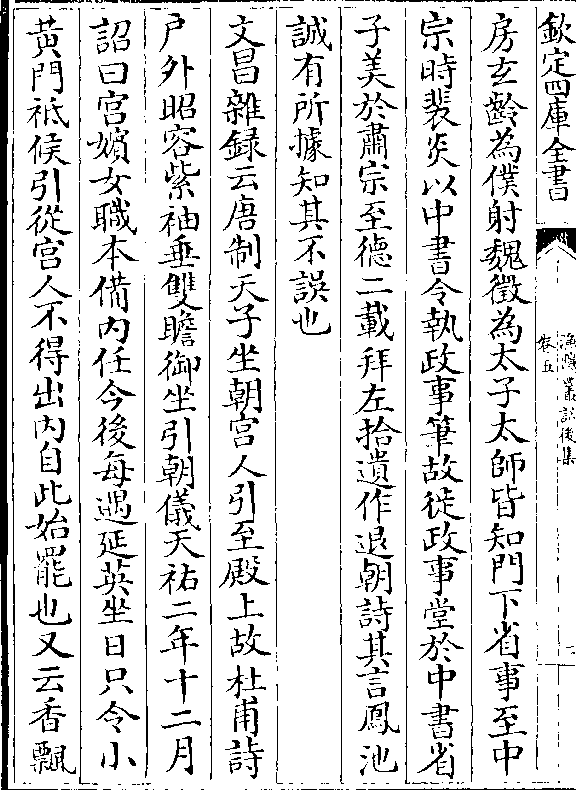 欽定四庫全書
漁隱叢話後集
卷五
房玄齡為僕射魏徵為太子太師皆知門下省事至中
宗時裴炎以中書令執政事筆故徙政事堂於中書省
子美於肅宗至德二載拜左拾遺作退朝詩其言鳳池
誠有所據知其不誤也
文昌雜録云唐制天子坐朝宮人引至殿上故杜甫詩
户外昭容紫袖垂雙瞻御坐引朝儀天祐二年十二月
詔曰宮嬪女職本備内任今後每遇延英坐日只令小
黄門祗候引從宮人不得出内自此始罷也又云香飄